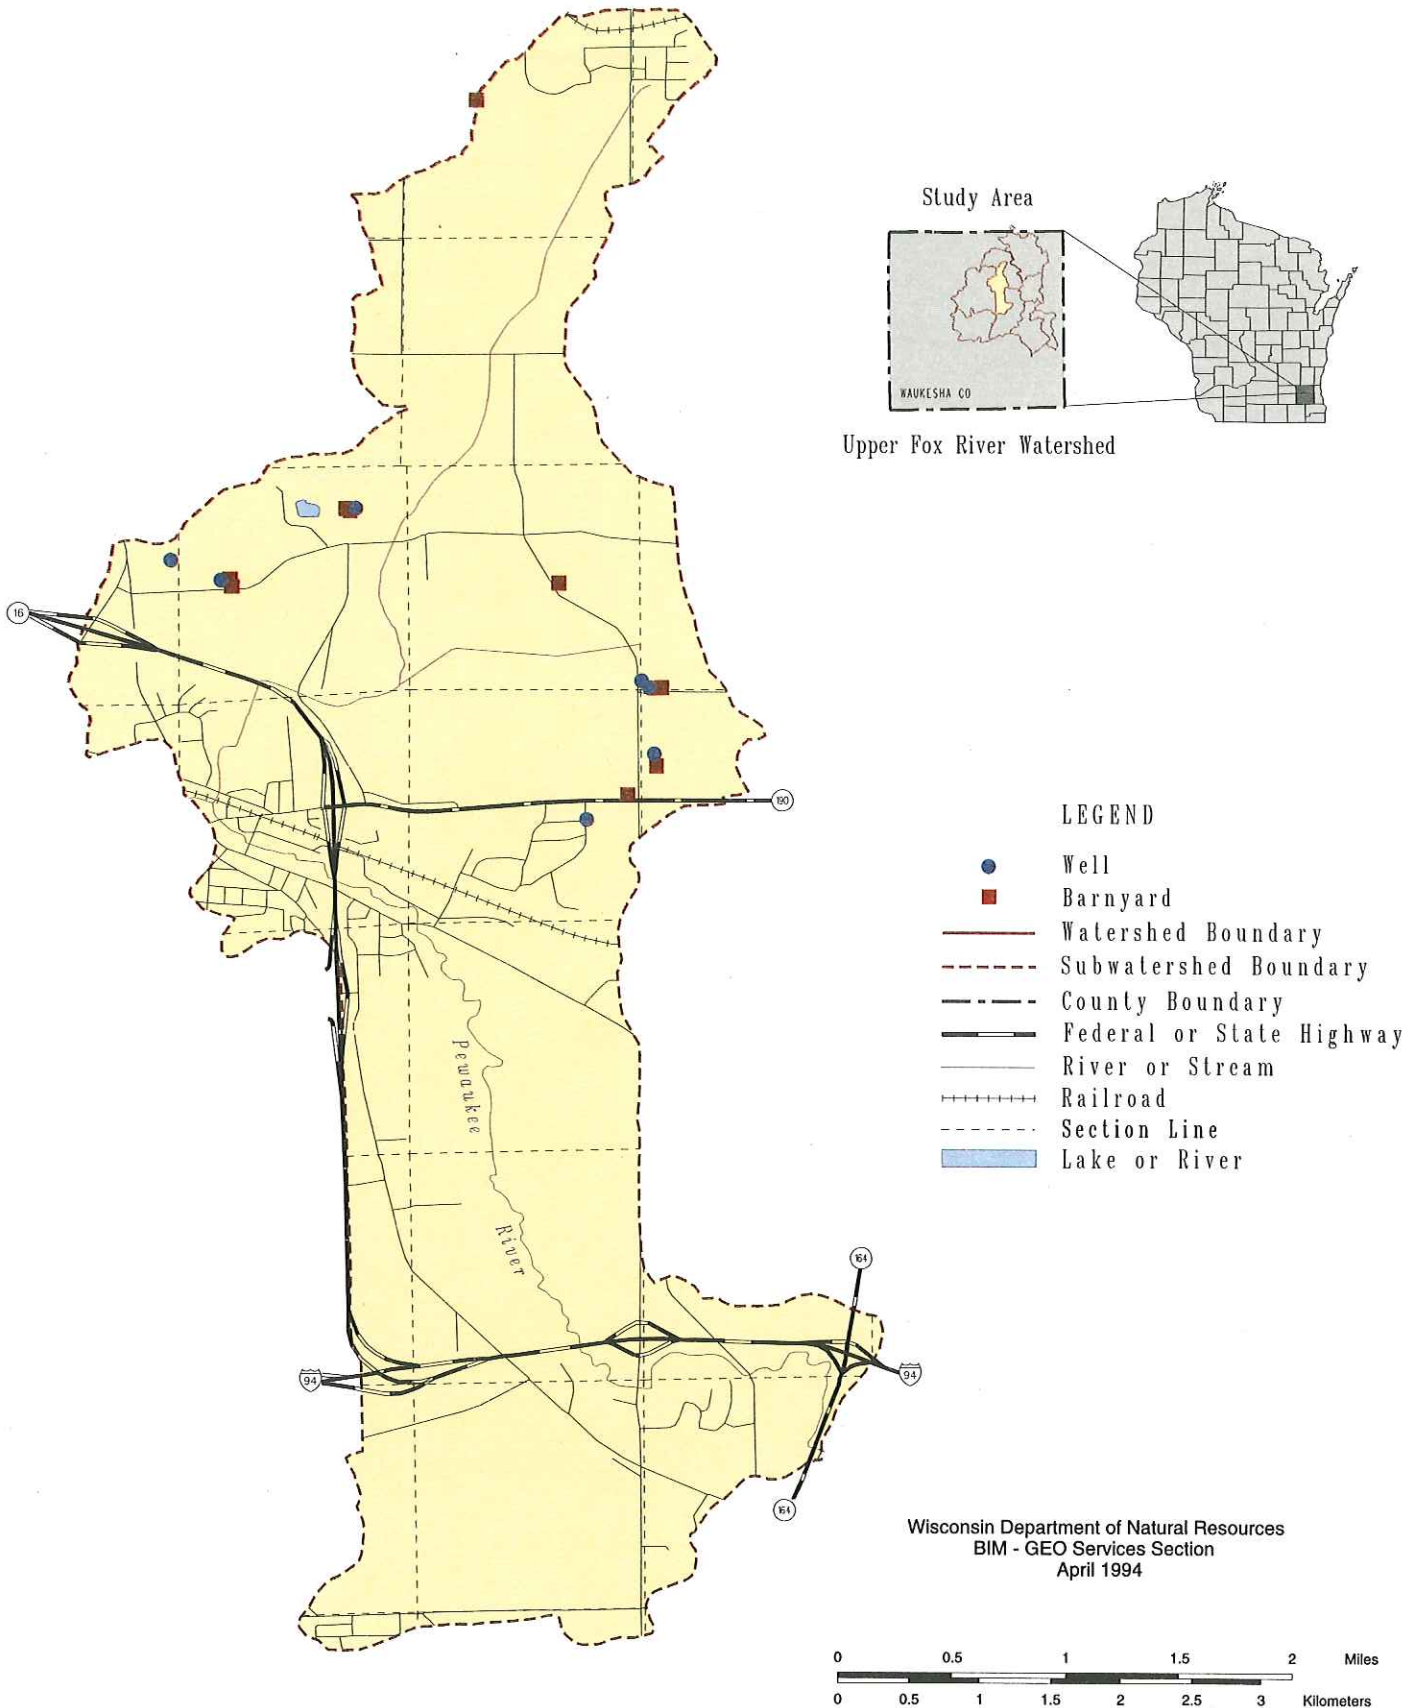 Study Area
WAUKESHA CO
Upper Fox River Watershed
16
190
LEGEND
Well
Barnyard
Watershed Boundary
Subwatershed Boundary
County Boundary
Federal or State Highway
River or Stream
Railroad
Section Line
Lake or River
Pewaukee
River
164
94
94
164
Wisconsin Department of Natural Resources
BIM - GEO Services Section
April 1994
0 0.5 1 1.5 2 Miles
0 0.5 1 1.5 2 2.5 3 Kilometers